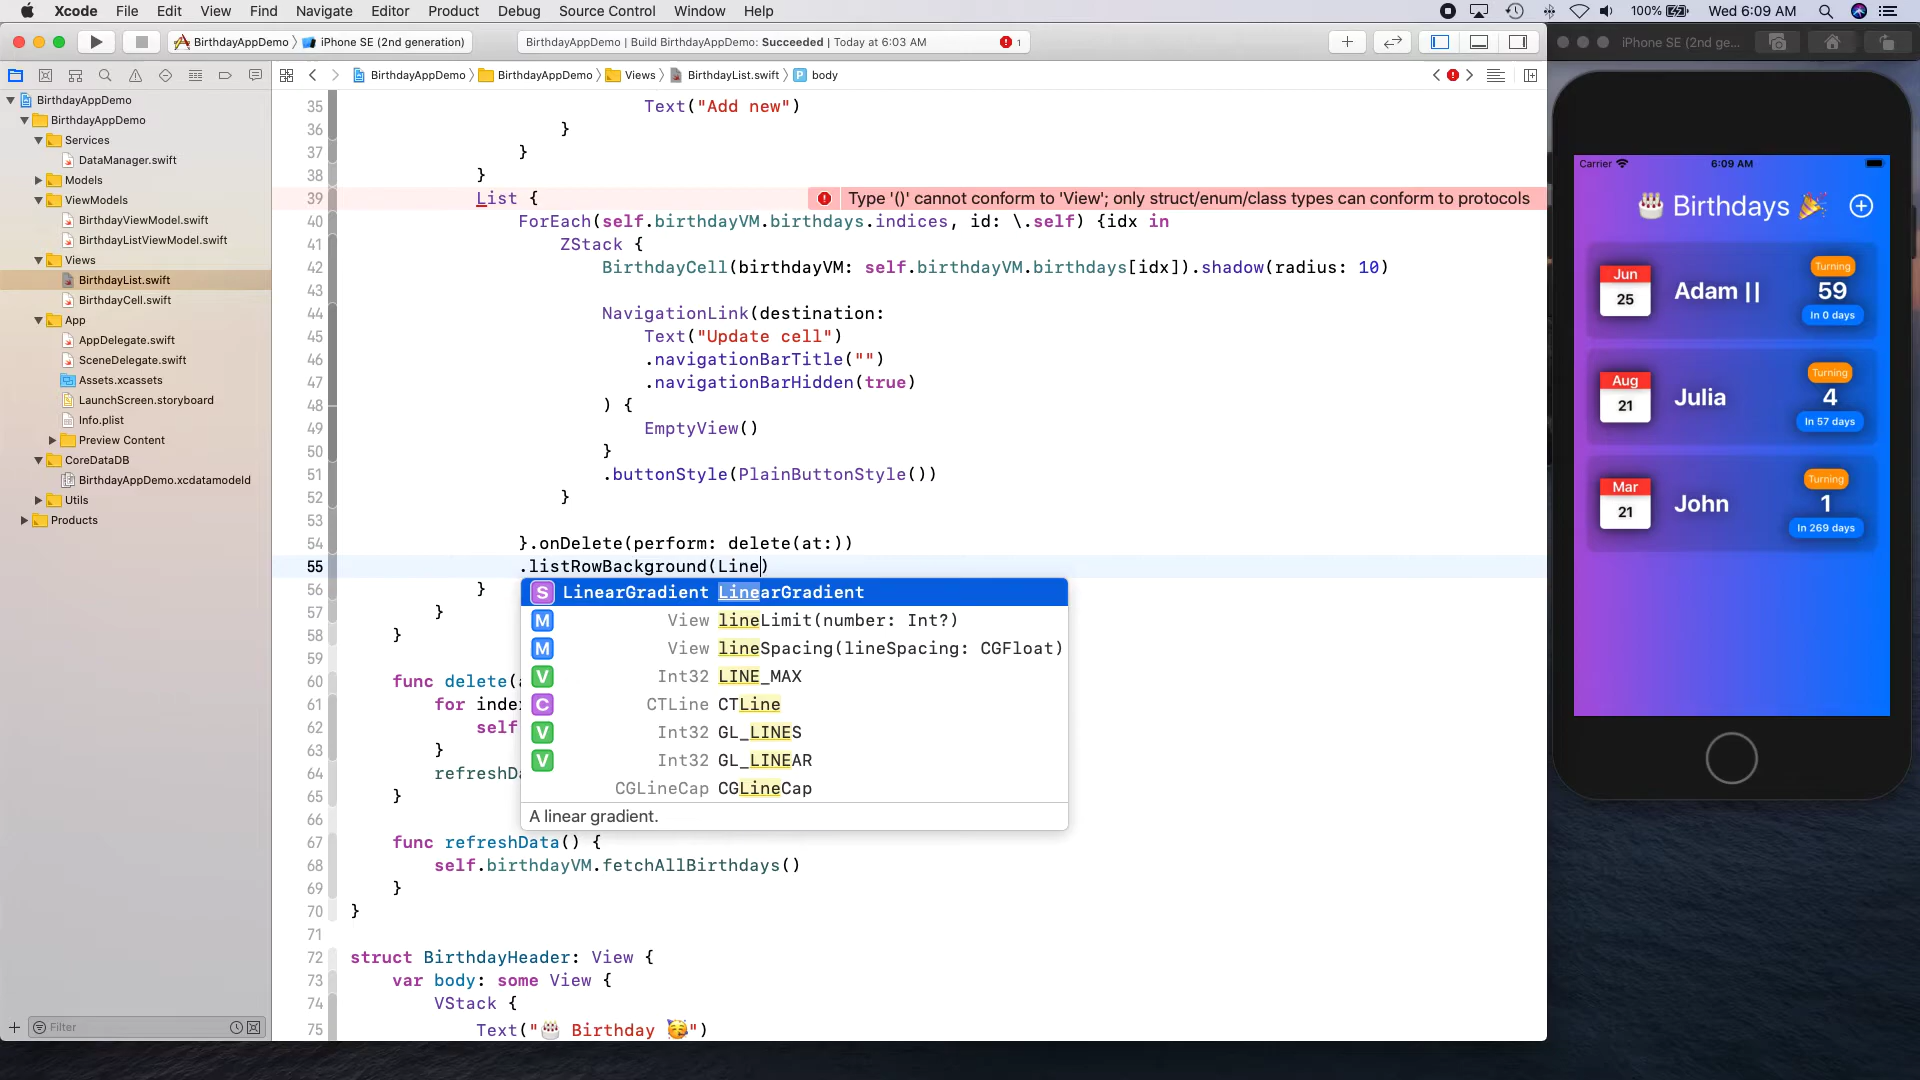 Xcode File Edit View Find Navigate Editor Product Debug Source Control Window Help 100% Wed 6:09 AM
BirthdayAppDemo iPhone SE (2nd generation) BirthdayAppDemo | Build BirthdayAppDemo: Succeeded | Today at 6:03 AM 1 iPhone SE (2nd ge...
BirthdayAppDemo BirthdayAppDemo Views BirthdayList.swift P body
BirthdayAppDemo
BirthdayAppDemo
Services
DataManager.swift
Models
ViewModels
BirthdayViewModel.swift
BirthdayListViewModel.swift
Views
BirthdayList.swift
BirthdayCell.swift
App
AppDelegate.swift
SceneDelegate.swift
Assets.xcassets
LaunchScreen.storyboard
Info.plist
Preview Content
CoreDataDB
BirthdayAppDemo.xcdatamodeld
Utils
Products
Filter
35 Text("Add new")
36 }
37 }
38 }
39 List { Type '()' cannot conform to 'View'; only struct/enum/class types can conform to protocols
40 ForEach(self.birthdayVM.birthdays.indices, id: \.self) {idx in
41 ZStack {
42 BirthdayCell(birthdayVM: self.birthdayVM.birthdays[idx]).shadow(radius: 10)
43
44 NavigationLink(destination:
45 Text("Update cell")
46 .navigationBarTitle("")
47 .navigationBarHidden(true)
48 ) {
49 EmptyView()
50 }
51 .buttonStyle(PlainButtonStyle())
52 }
53
54 }.onDelete(perform: delete(at:))
55 .listRowBackground(Line)
56 }
57 }
58 }
59
60 func delete(
61 for index
62 self
63 }
64 refreshDa
65 }
66
67 func refreshData() {
68 self.birthdayVM.fetchAllBirthdays()
69 }
70 }
71
72 struct BirthdayHeader: View {
73 var body: some View {
74 VStack {
75 Text("🎂 Birthday 🥳")
S LinearGradient LinearGradient
M View lineLimit(number: Int?)
M View lineSpacing(lineSpacing: CGFloat)
V Int32 LINE_MAX
C CTLine CTLine
V Int32 GL_LINES
V Int32 GL_LINEAR
CGLineCap CGLineCap
A linear gradient.
Carrier 6:09 AM
🎂 Birthdays 🎉
Jun
25
Adam ||
Turning
59
In 0 days
Aug
21
Julia
Turning
4
In 57 days
Mar
21
John
Turning
1
In 269 days